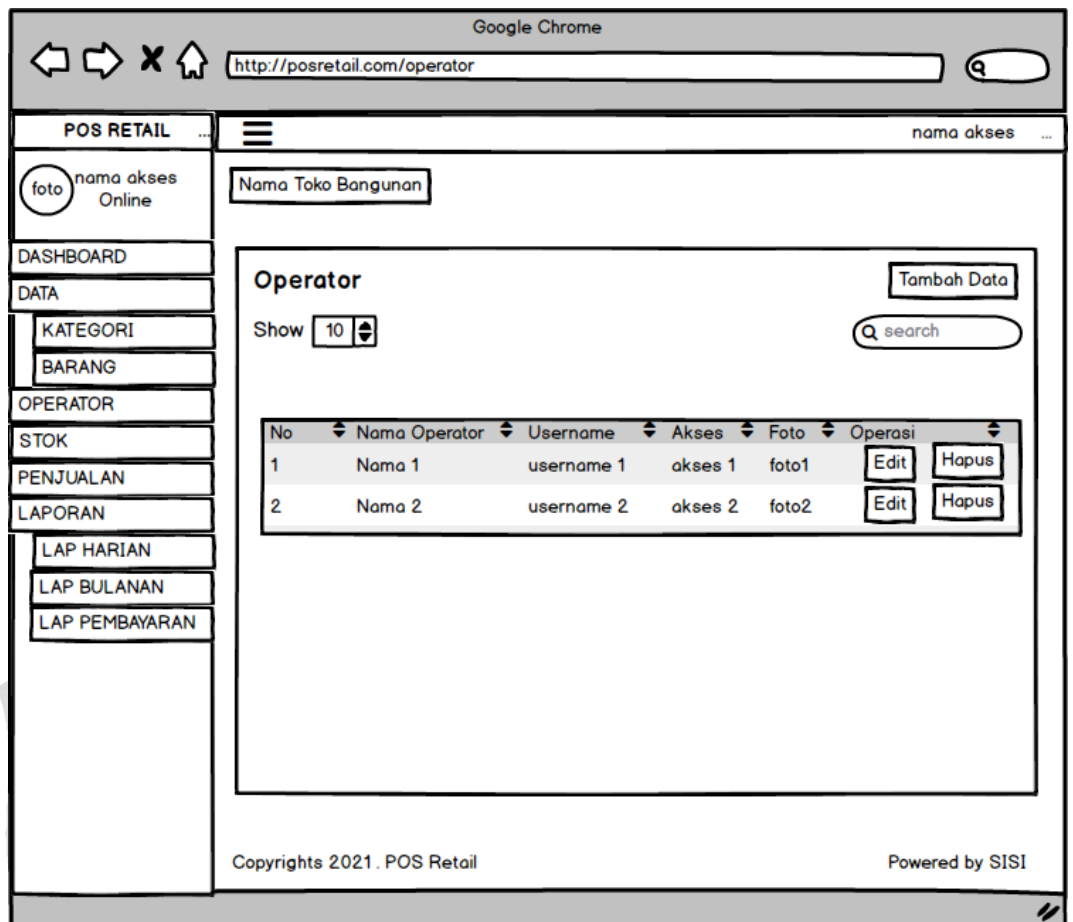 Google Chrome
http://posretail.com/operator
POS RETAIL ...
nama akses ...
foto
nama akses
Online
Nama Toko Bangunan
DASHBOARD
DATA
KATEGORI
BARANG
OPERATOR
STOK
PENJUALAN
LAPORAN
LAP HARIAN
LAP BULANAN
LAP PEMBAYARAN
Operator
Tambah Data
Show 10
search
No Nama Operator Username Akses Foto Operasi
1 Nama 1 username 1 akses 1 foto1 Edit Hapus
2 Nama 2 username 2 akses 2 foto2 Edit Hapus
Copyrights 2021. POS Retail
Powered by SISI